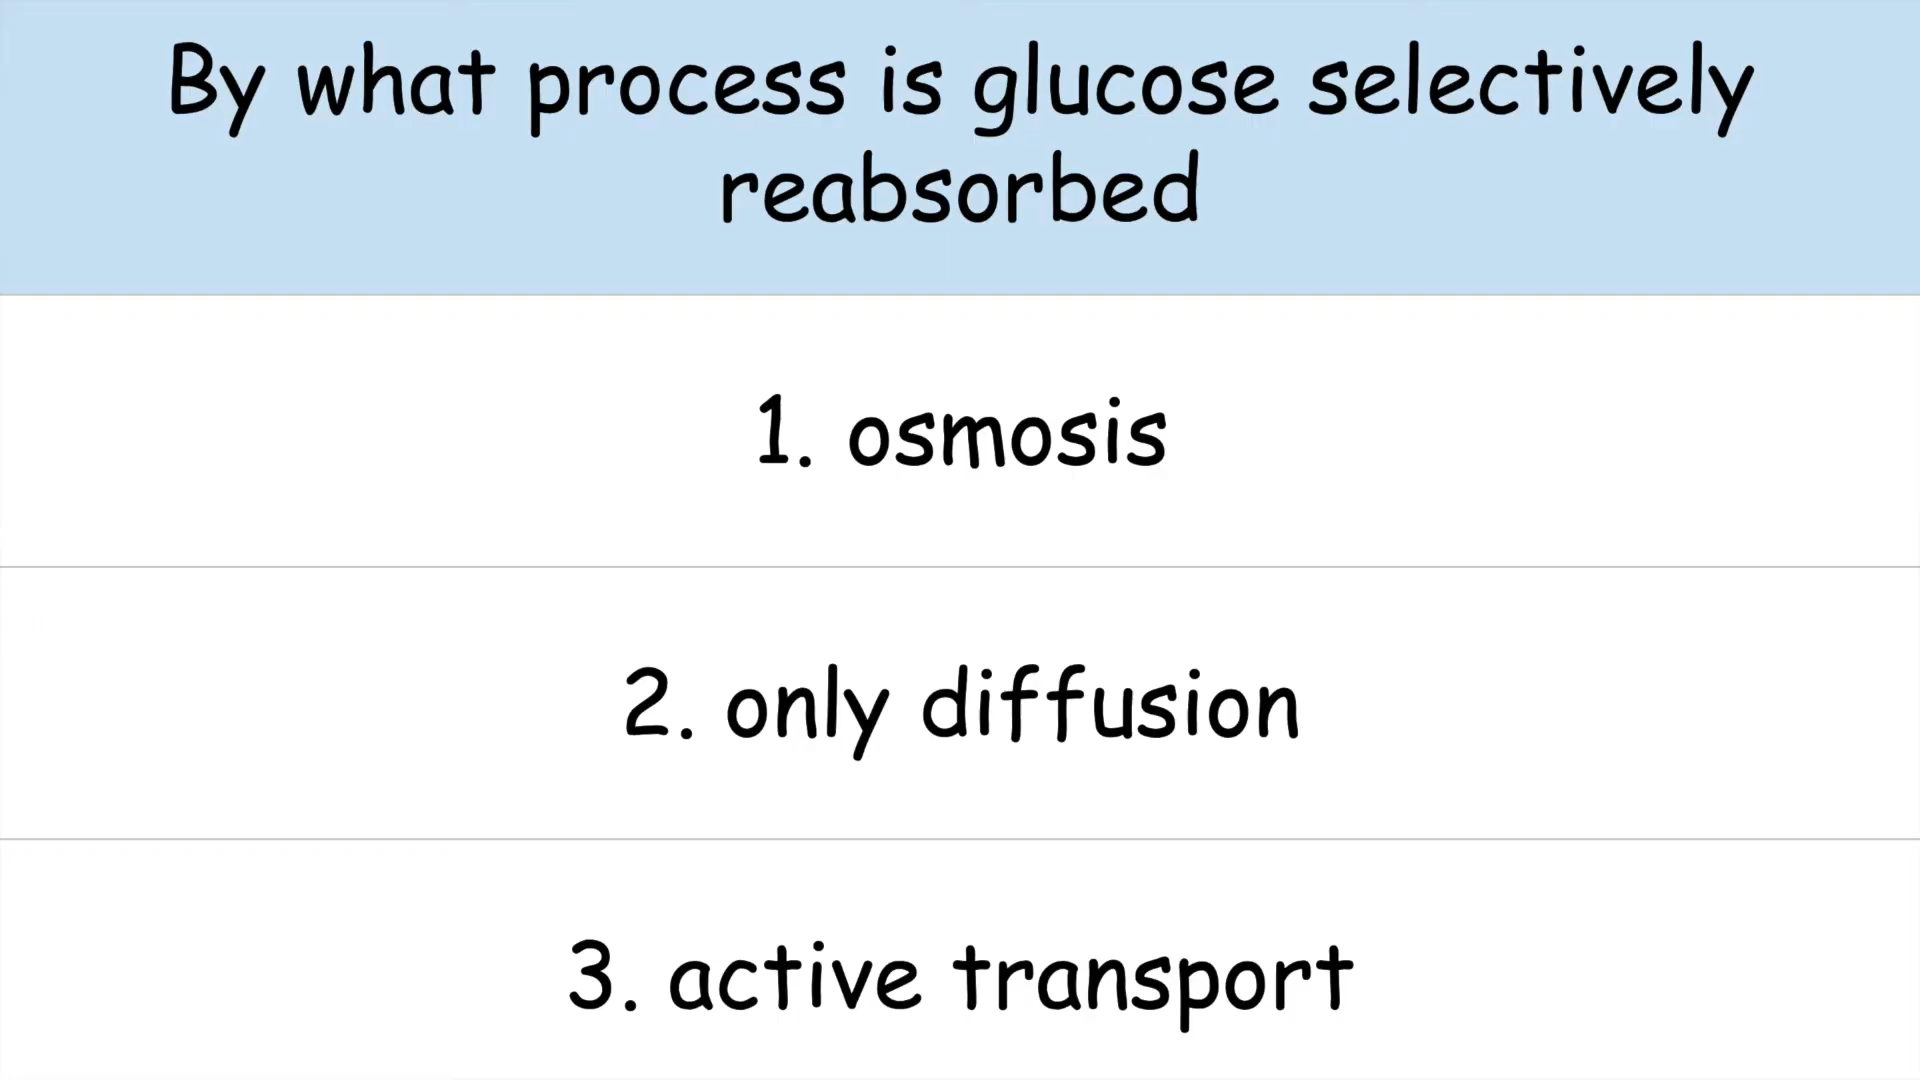 By what process is glucose selectively
reabsorbed
1. osmosis
2. only diffusion
3. active transport